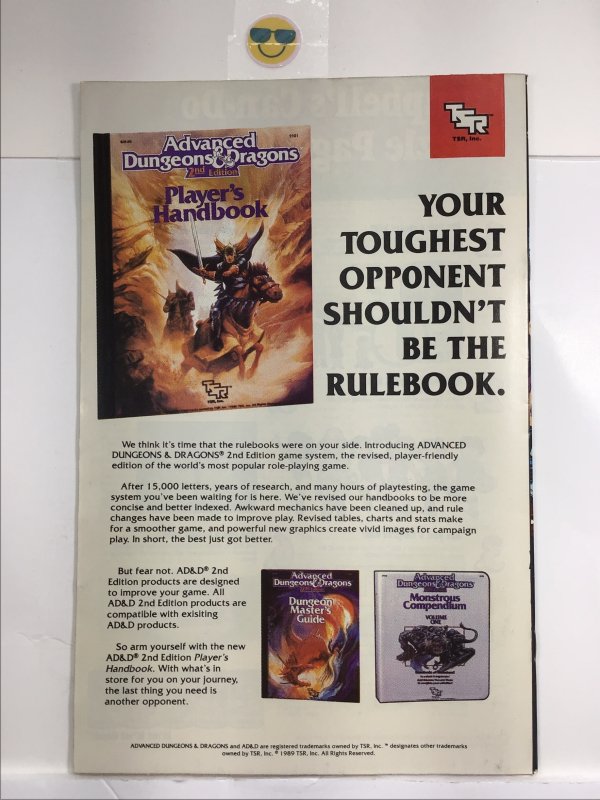 TSR
TSR, Inc.
Advanced
Dungeons & Dragons
2nd Edition
Player's
Handbook
TSR
TSR, Inc.
YOUR
TOUGHEST
OPPONENT
SHOULDN'T
BE THE
RULEBOOK.
We think it's time that the rulebooks were on your side. Introducing ADVANCED
DUNGEONS & DRAGONS® 2nd Edition game system, the revised, player-friendly
edition of the world's most popular role-playing game.
After 15,000 letters, years of research, and many hours of playtesting, the game
system you've been waiting for is here. We've revised our handbooks to be more
concise and better indexed. Awkward mechanics have been cleaned up, and rule
changes have been made to improve play. Revised tables, charts and stats make
for a smoother game, and powerful new graphics create vivid images for campaign
play. In short, the best just got better.
But fear not. AD&D® 2nd
Edition products are designed
to improve your game. All
AD&D 2nd Edition products are
compatible with exisiting
AD&D products.
So arm yourself with the new
AD&D® 2nd Edition Player's
Handbook. With what's in
store for you on your journey,
the last thing you need is
another opponent.
Advanced
Dungeons & Dragons
Dungeon
Master's
Guide
Advanced
Dungeons & Dragons
Monstrous
Compendium
VOLUME
ONE
ADVANCED DUNGEONS & DRAGONS and AD&D are registered trademarks owned by TSR, Inc. ™ designates other trademarks
owned by TSR, Inc. © 1989 TSR, Inc. All Rights Reserved.